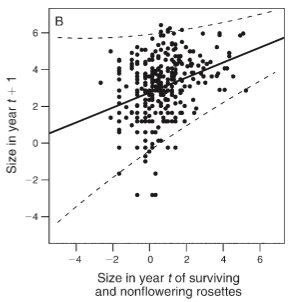 B
6
4
2
0
−2
−4
Size in year t + 1
−4 −2 0 2 4 6
Size in year t of surviving
and nonflowering rosettes